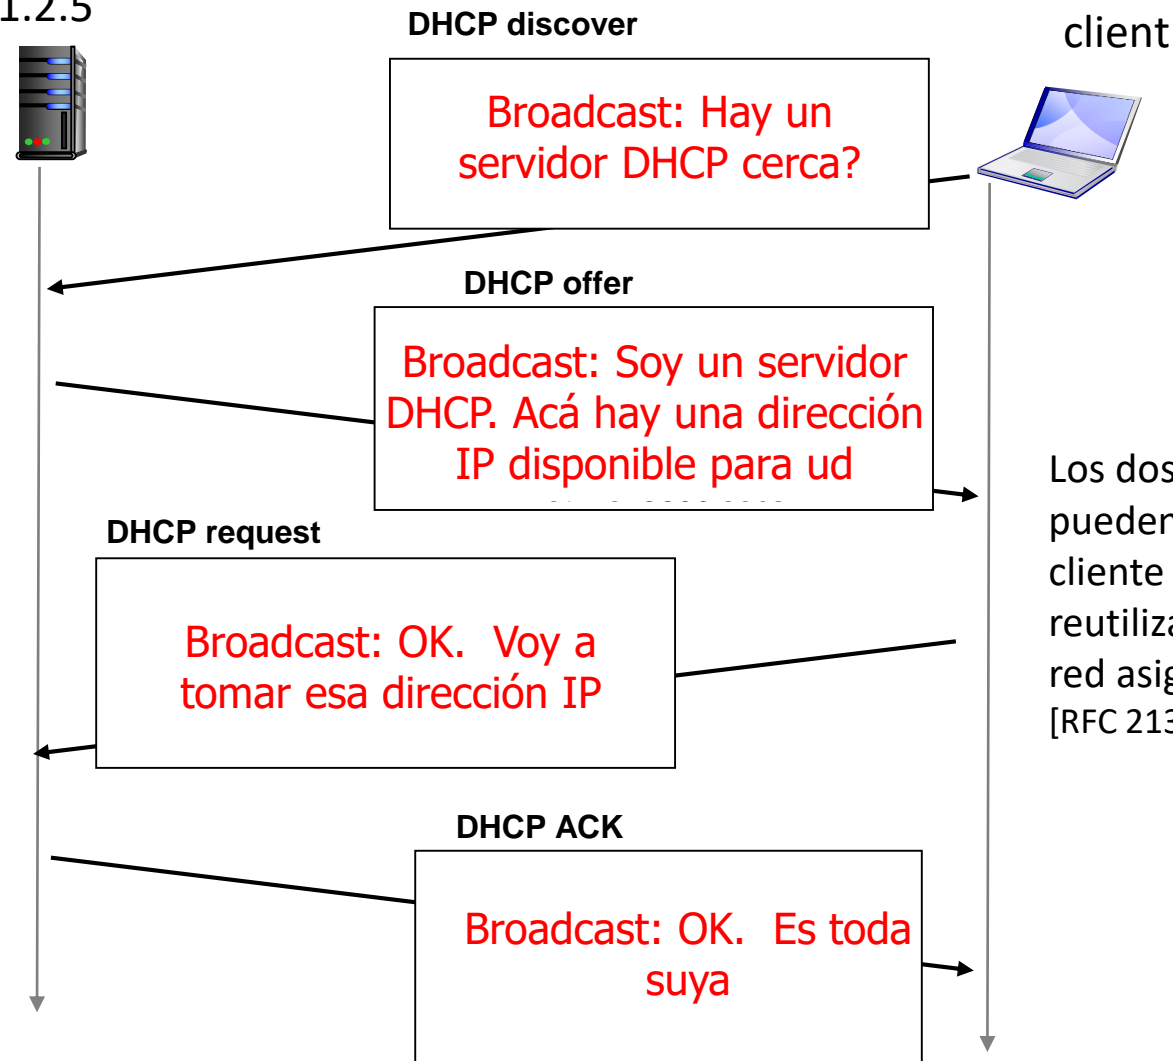 1.2.5
DHCP discover
client
Broadcast: Hay un
servidor DHCP cerca?
DHCP offer
Broadcast: Soy un servidor
DHCP. Acá hay una dirección
IP disponible para ud
Los dos
pueden
cliente
reutiliza
red asig
[RFC 213
DHCP request
Broadcast: OK.  Voy a
tomar esa dirección IP
DHCP ACK
Broadcast: OK.  Es toda
suya